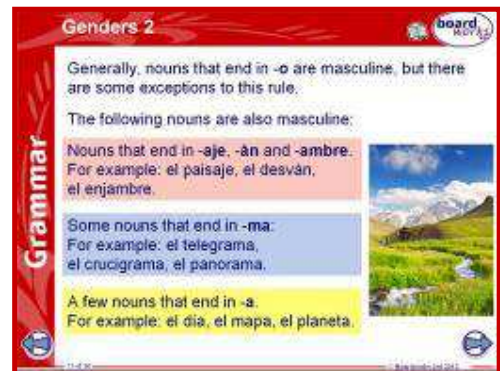 Genders 2
board
works
Generally, nouns that end in -o are masculine, but there
are some exceptions to this rule.
The following nouns are also masculine:
Grammar
Nouns that end in -aje, -án and -ambre.
For example: el paisaje, el desván,
el enjambre.
Some nouns that end in -ma:
For example: el telegrama,
el crucigrama, el panorama.
A few nouns that end in -a.
For example: el día, el mapa, el planeta.